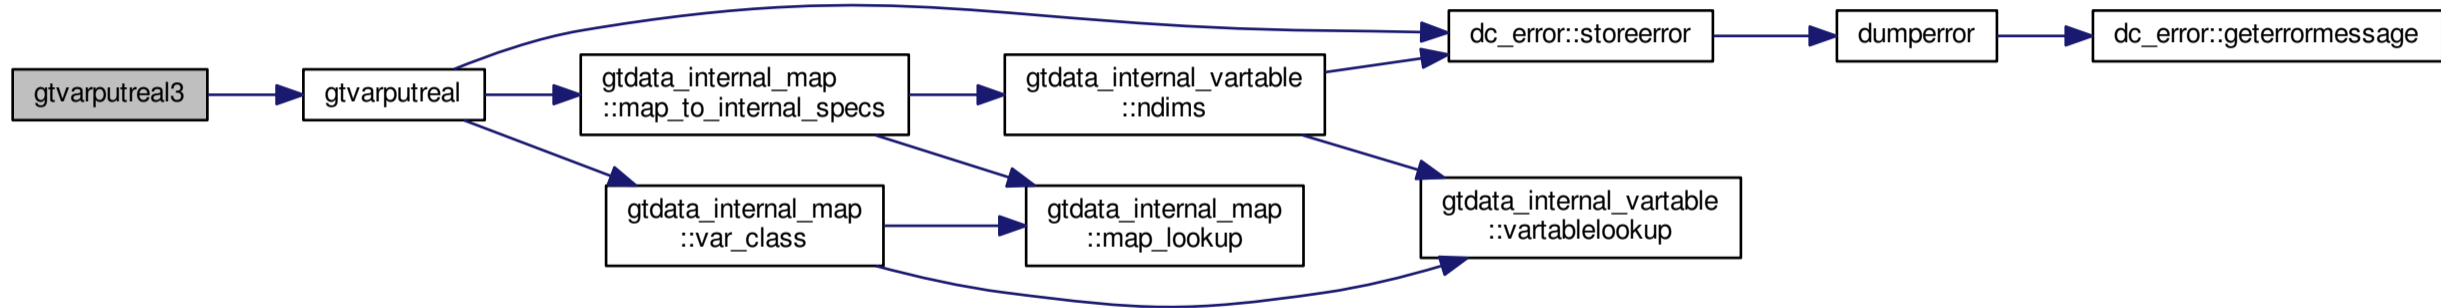 gtvarputreal3
gtvarputreal
gtdata_internal_map
::map_to_internal_specs
gtdata_internal_map
::var_class
gtdata_internal_vartable
::ndims
gtdata_internal_map
::map_lookup
dc_error::storeerror
gtdata_internal_vartable
::vartablelookup
dumperror
dc_error::geterrormessage